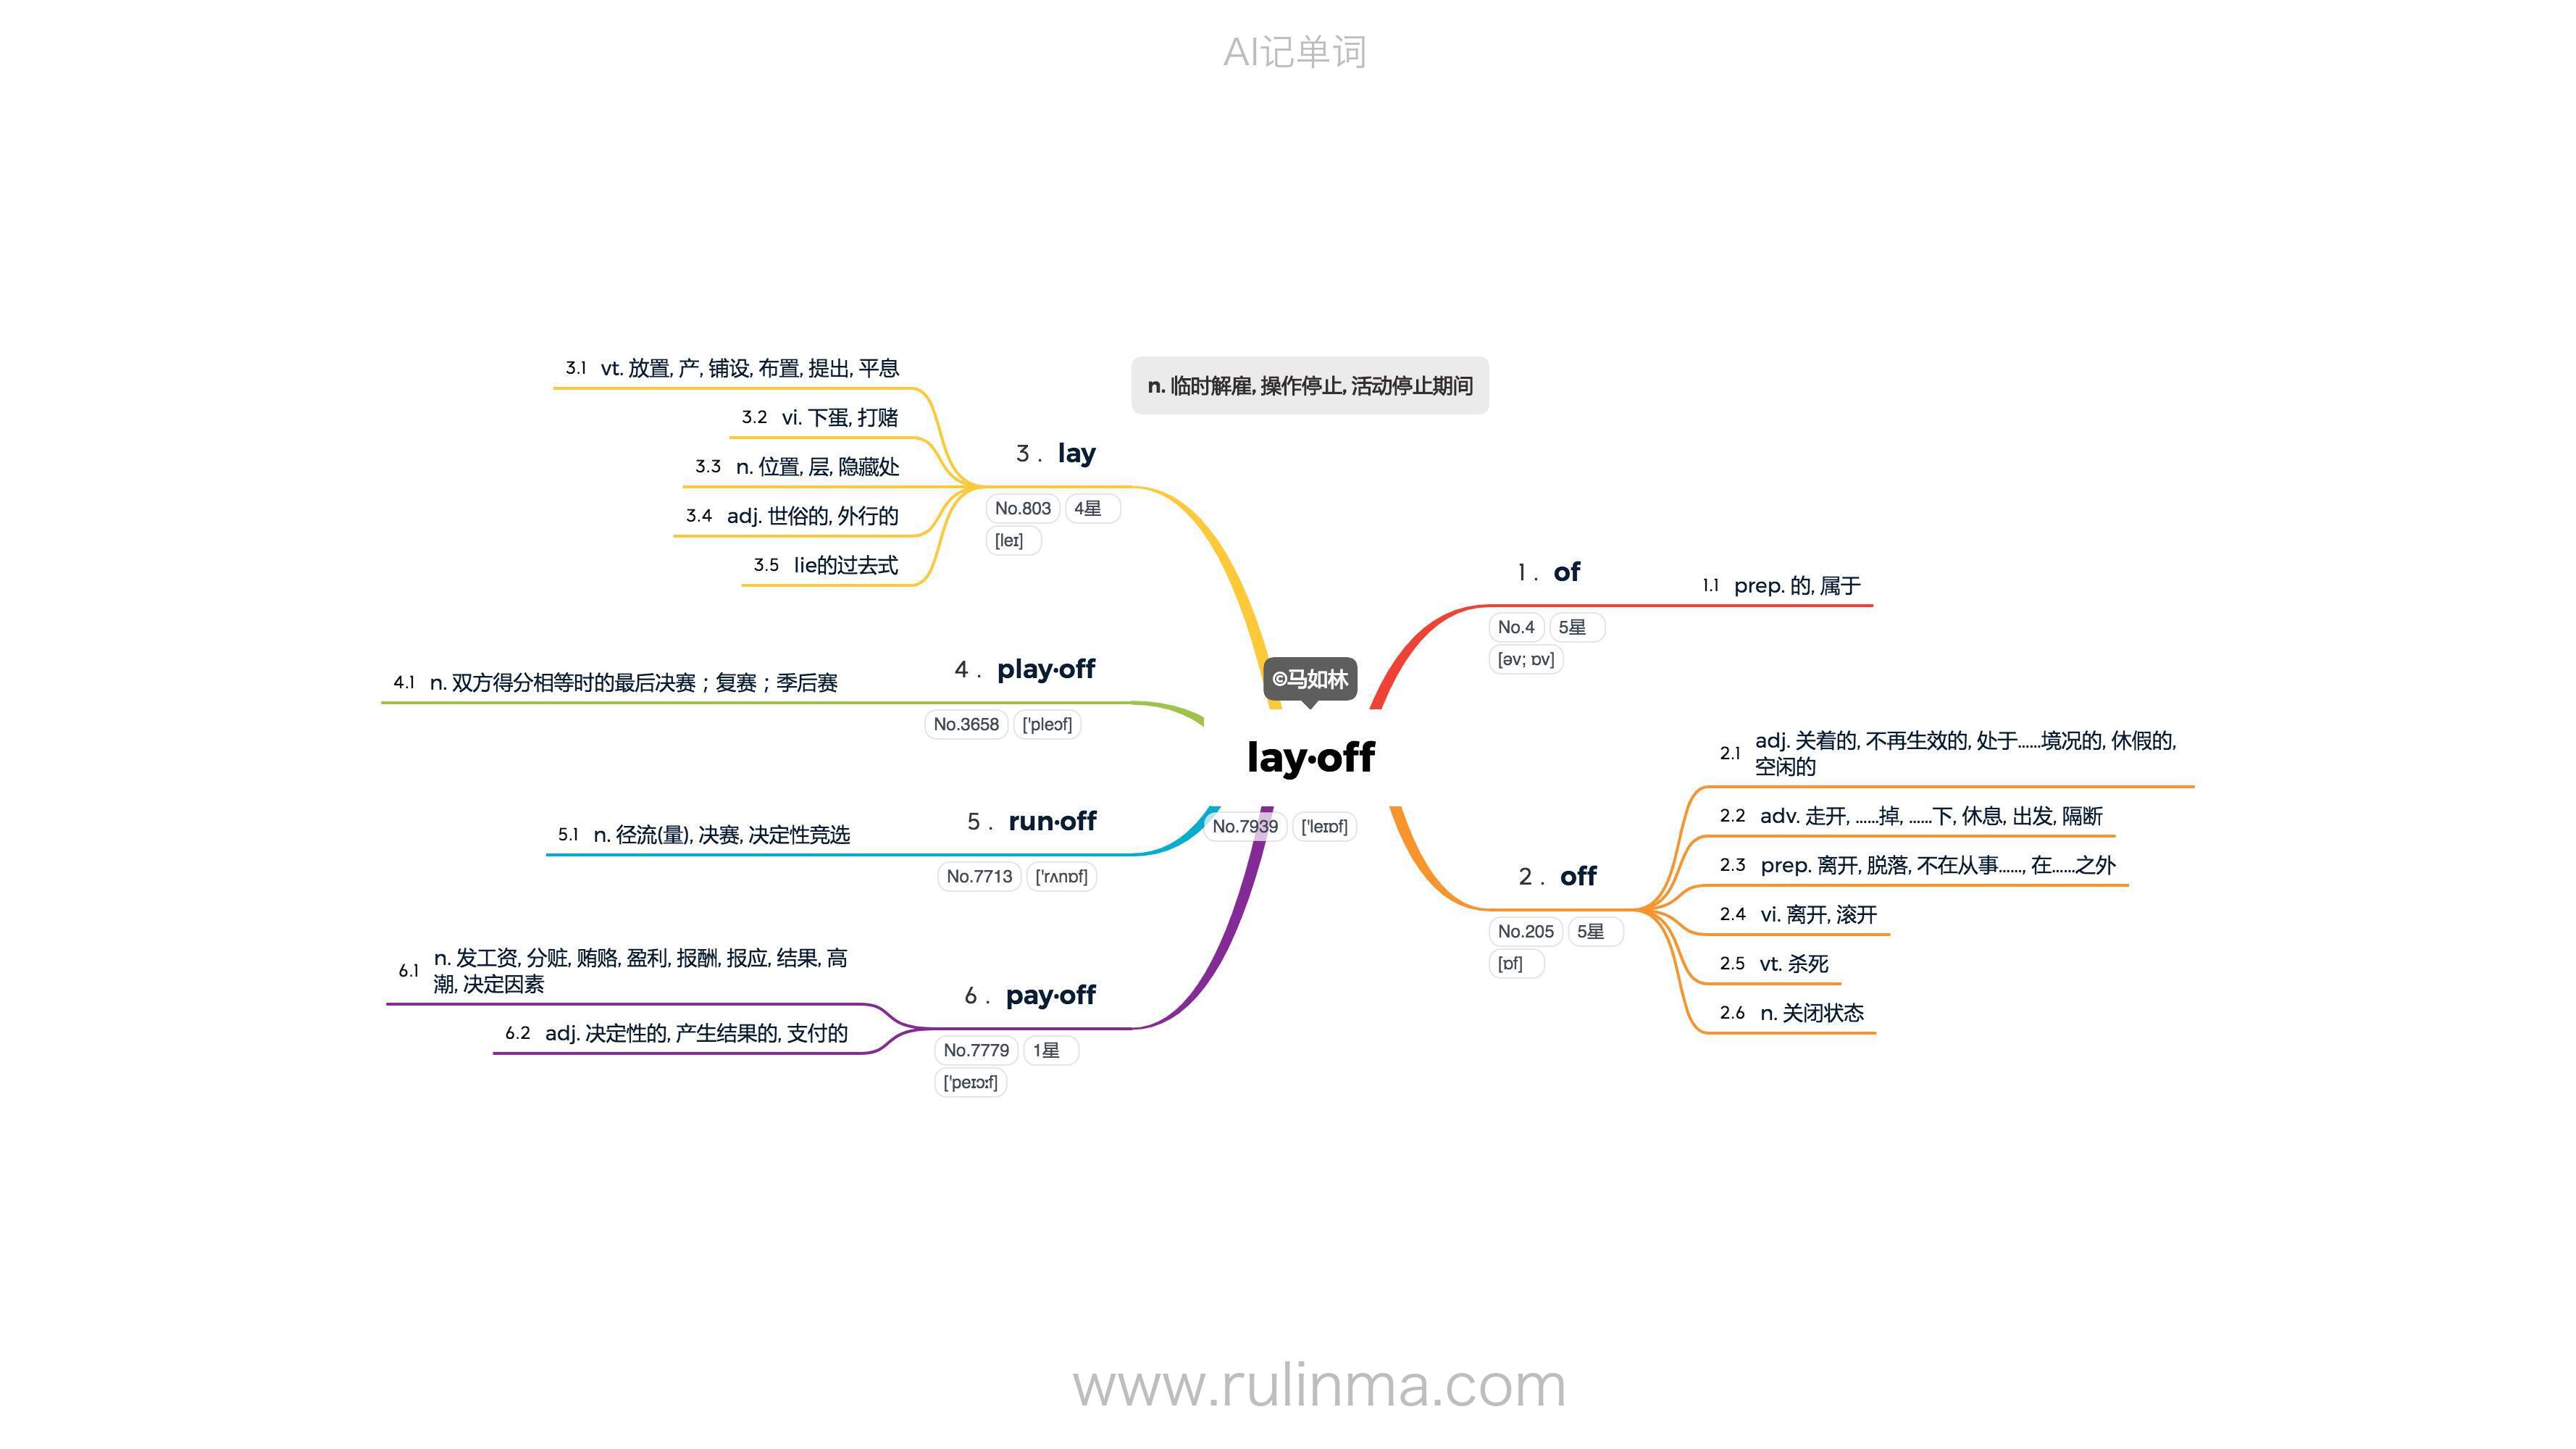 AI记单词
n. 临时解雇, 操作停止, 活动停止期间
©马如林
lay·off
No.7939 ['leɪɒf]
1 . of
No.4 5星
[əv; ɒv]
1.1 prep. 的, 属于
2 . off
No.205 5星
[ɒf]
2.1 adj. 关着的, 不再生效的, 处于……境况的, 休假的,
空闲的
2.2 adv. 走开, ……掉, ……下, 休息, 出发, 隔断
2.3 prep. 离开, 脱落, 不在从事……, 在……之外
2.4 vi. 离开, 滚开
2.5 vt. 杀死
2.6 n. 关闭状态
3 . lay
No.803 4星
[leɪ]
3.1 vt. 放置, 产, 铺设, 布置, 提出, 平息
3.2 vi. 下蛋, 打赌
3.3 n. 位置, 层, 隐藏处
3.4 adj. 世俗的, 外行的
3.5 lie的过去式
4 . play·off
No.3658 ['pleɔf]
4.1 n. 双方得分相等时的最后决赛；复赛；季后赛
5 . run·off
No.7713 ['rʌnɒf]
5.1 n. 径流(量), 决赛, 决定性竞选
6 . pay·off
No.7779 1星
['peɪɔːf]
6.1 n. 发工资, 分赃, 贿赂, 盈利, 报酬, 报应, 结果, 高
潮, 决定因素
6.2 adj. 决定性的, 产生结果的, 支付的
www.rulinma.com